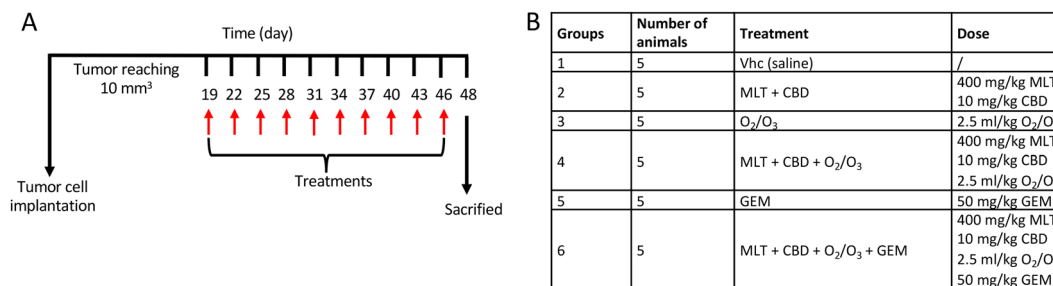 A
Time (day)
Tumor reaching
10 mm³
19 22 25 28 31 34 37 40 43 46 48
Treatments
Tumor cell
implantation
Sacrificed
B
Groups Number of animals Treatment Dose
1 5 Vhc (saline) /
2 5 MLT + CBD 400 mg/kg MLT
10 mg/kg CBD
3 5 O₂/O₃ 2.5 ml/kg O₂/O
4 5 MLT + CBD + O₂/O₃ 400 mg/kg MLT
10 mg/kg CBD
2.5 ml/kg O₂/O
5 5 GEM 50 mg/kg GEM
6 5 MLT + CBD + O₂/O₃ + GEM 400 mg/kg MLT
10 mg/kg CBD
2.5 ml/kg O₂/O
50 mg/kg GEM